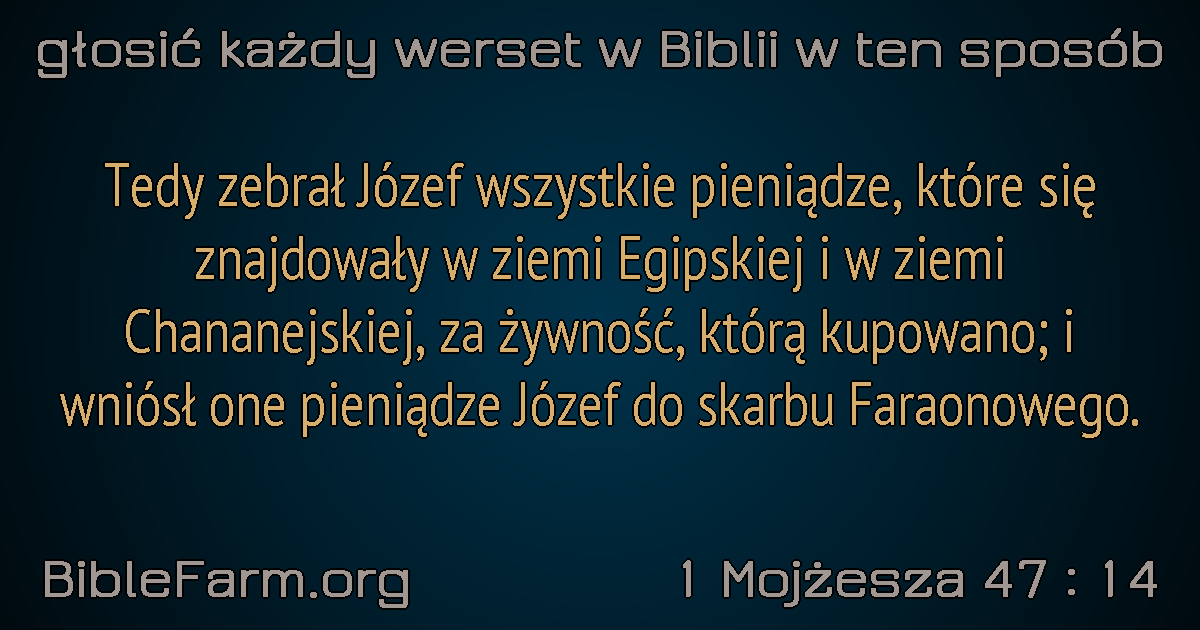 głosić każdy werset w Biblii w ten sposób
Tedy zebrał Józef wszystkie pieniądze, które się
znajdowały w ziemi Egipskiej i w ziemi
Chananejskiej, za żywność, którą kupowano; i
wniósł one pieniądze Józef do skarbu Faraonowego.
BibleFarm.org
1 Mojżesza 47 : 14